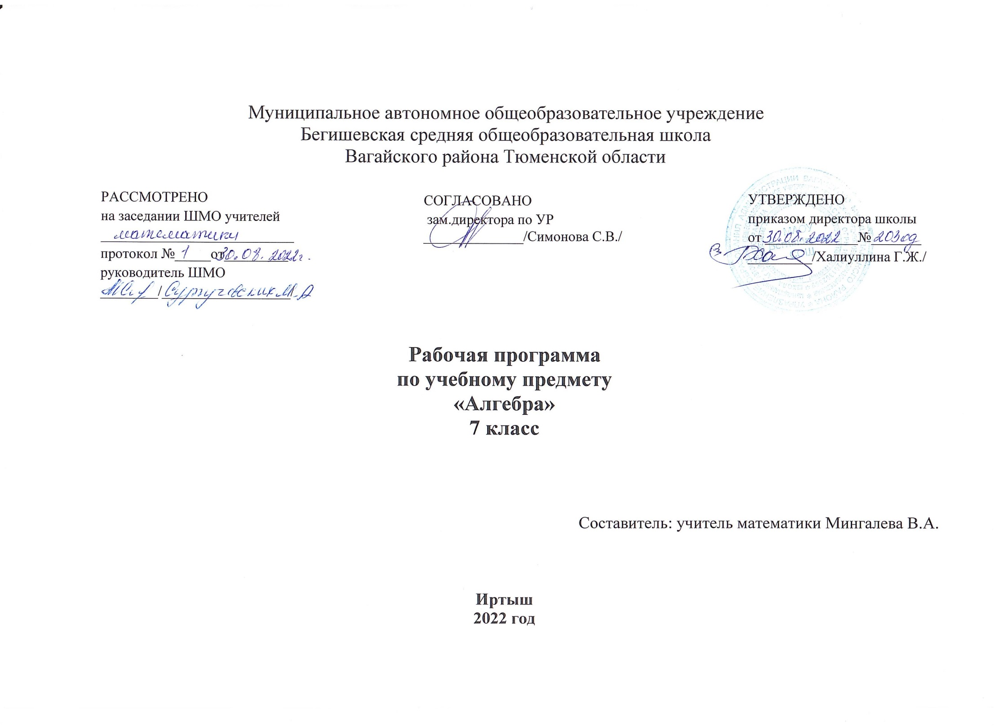 Муниципальное автономное общеобразовательное учреждение
Бегишевская средняя общеобразовательная школа
Вагайского района Тюменской области
РАССМОТРЕНО
на заседании ШМО учителей
математики
протокол № 1 от 30.08.2022г.
руководитель ШМО
/
СОГЛАСОВАНО
зам.директора по УР
/Симонова С.В./
УТВЕРЖДЕНО
приказом директора школы
от 30.08.2022 № 203од
/Халиуллина Г.Ж./
Рабочая программа
по учебному предмету
«Алгебра»
7 класс
Составитель: учитель математики Мингалева В.А.
Иртыш
2022 год